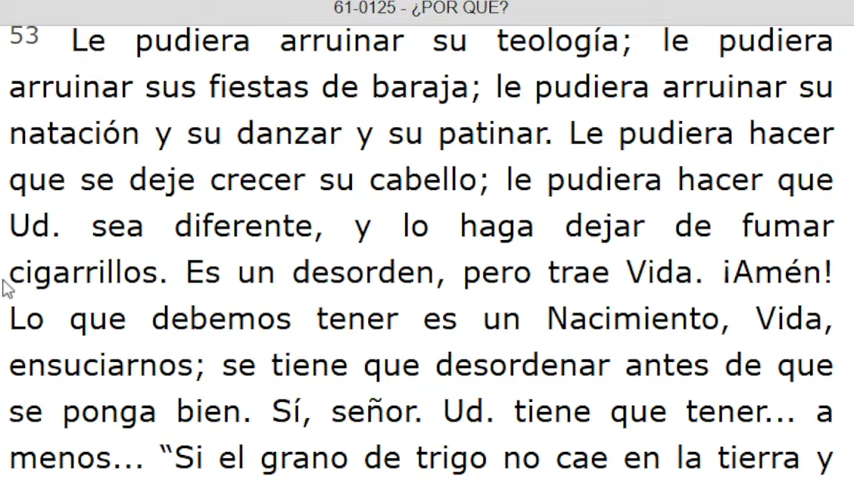 61-0125 - ¿POR QUE?
53 Le pudiera arruinar su teología; le pudiera
arruinar sus fiestas de baraja; le pudiera arruinar su
natación y su danzar y su patinar. Le pudiera hacer
que se deje crecer su cabello; le pudiera hacer que
Ud. sea diferente, y lo haga dejar de fumar
cigarrillos. Es un desorden, pero trae Vida. ¡Amén!
Lo que debemos tener es un Nacimiento, Vida,
ensuciarnos; se tiene que desordenar antes de que
se ponga bien. Sí, señor. Ud. tiene que tener... a
menos... “Si el grano de trigo no cae en la tierra y